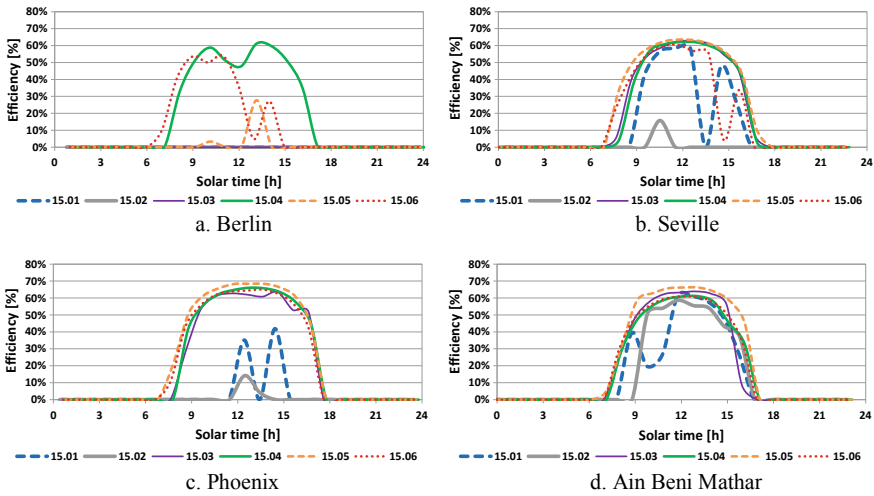 80%
70%
60%
50%
40%
30%
20%
10%
0%
Efficiency [%]
0 3 6 9 12 15 18 21 24
Solar time [h]
15.01 15.02 15.03 15.04 15.05 15.06
a. Berlin
80%
70%
60%
50%
40%
30%
20%
10%
0%
Efficiency [%]
0 3 6 9 12 15 18 21 24
Solar time [h]
15.01 15.02 15.03 15.04 15.05 15.06
b. Seville
80%
70%
60%
50%
40%
30%
20%
10%
0%
Efficiency [%]
0 3 6 9 12 15 18 21 24
Solar time [h]
15.01 15.02 15.03 15.04 15.05 15.06
c. Phoenix
80%
70%
60%
50%
40%
30%
20%
10%
0%
Efficiency [%]
0 3 6 9 12 15 18 21 24
Solar time [h]
15.01 15.02 15.03 15.04 15.05 15.06
d. Ain Beni Mathar